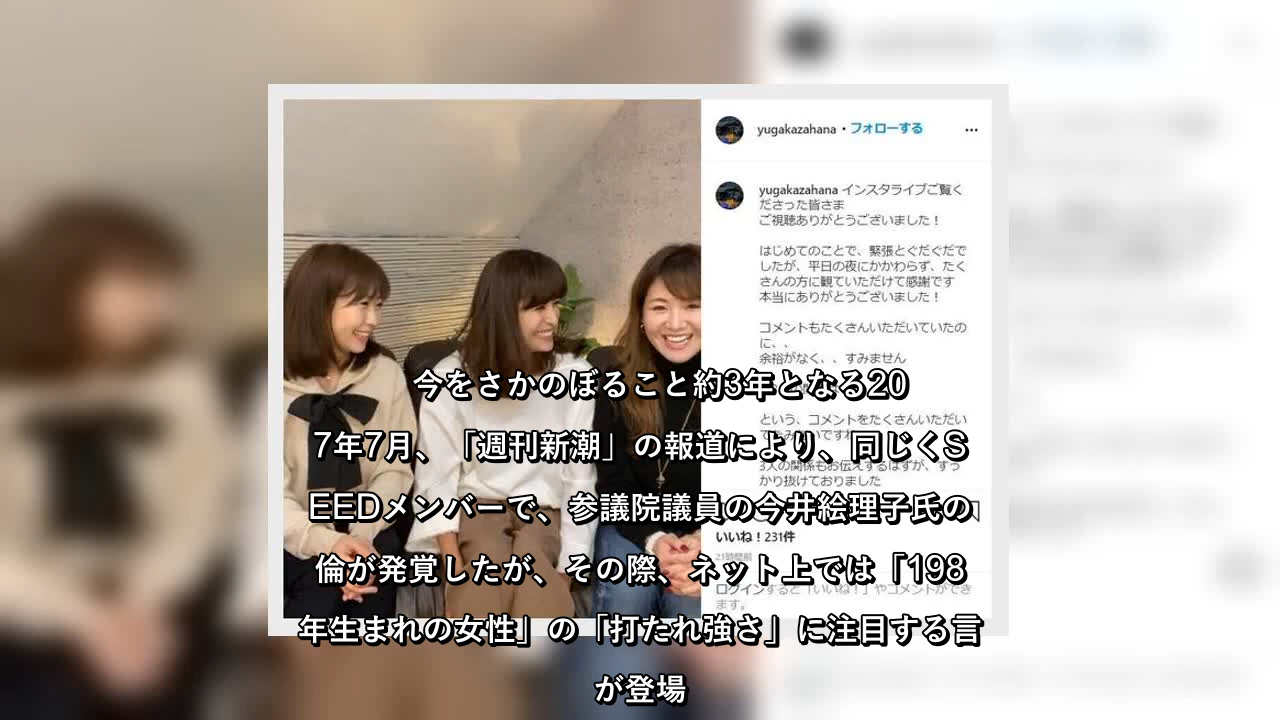 yugakazahana・フォローする
…
yugakazahana インスタライブご覧く
ださった皆さま
ご視聴ありがとうございました！
はじめてのことで、緊張とぐだぐだで
したが、平日の夜にかかわらず、たく
さんの方に観ていただけて感謝です
本当にありがとうございました！
コメントもたくさんいただいていたの
に、、
余裕がなく、、すみません
という、コメントをたくさんいただい
3人の関係もお伝えするはずが、すっ
かり抜けておりました
いいね！231件
21時間前
ログインすると「いいね！」やコメントができ
ます。
今をさかのぼること約3年となる20
7年7月、「週刊新潮」の報道により、同じくS
EEDメンバーで、参議院議員の今井絵理子氏の
倫が発覚したが、その際、ネット上では「198
年生まれの女性」の「打たれ強さ」に注目する言
が登場